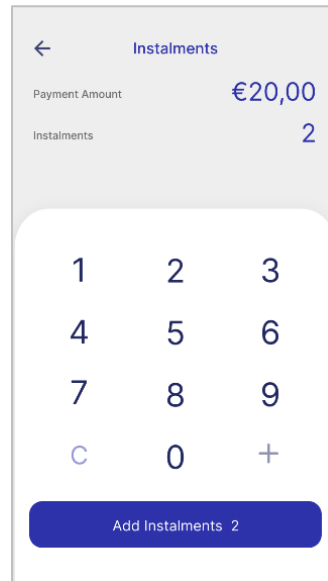 Instalments
Payment Amount €20,00
Instalments 2
1 2 3
4 5 6
7 8 9
C 0 +
Add Instalments 2